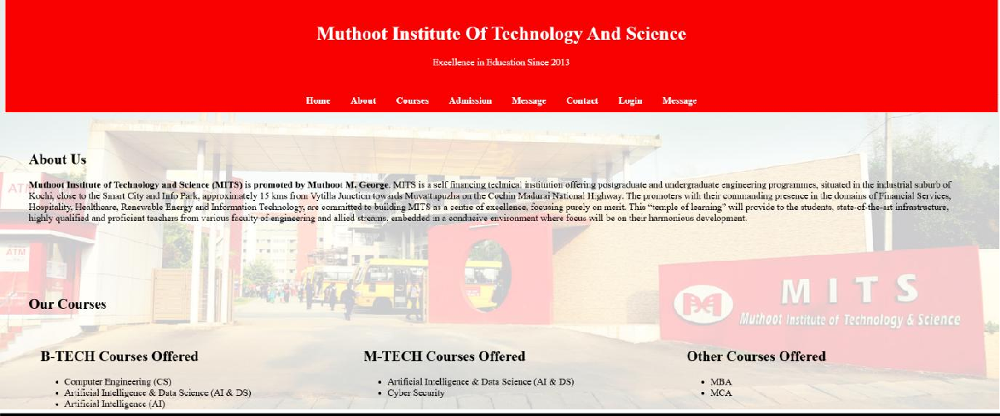 Muthoot Institute Of Technology And Science
Excellence in Education Since 2013
Home About Courses Admission Message Contact Login Message
About Us
Muthoot Institute of Technology and Science (MITS) is promoted by Muthoot M. George. MITS is a self financing technical institution offering postgraduate and undergraduate engineering programmes, situated in the industrial suburb of
Kochi, close to the Smart City and Info Park, approximately 15 kms from Vytilla Junction towards Muvattupuzha on the Cochin Madurai National Highway. The promoters with their commanding presence in the domains of Financial Services,
Hospitality, Healthcare, Renewable Energy and Information Technology, are committed to building MITS as a centre of excellence, focusing purely on merit. This “temple of learning” will provide to the students, state-of-the-art infrastructure,
highly qualified and proficient teachers from various faculty of engineering and allied streams, embedded in a conducive environment where focus will be on their harmonious development.
ATM
ATM
Our Courses
M I T S
Muthoot Institute of Technology & Science
B-TECH Courses Offered
• Computer Engineering (CS)
• Artificial Intelligence & Data Science (AI & DS)
• Artificial Intelligence (AI)
M-TECH Courses Offered
• Artificial Intelligence & Data Science (AI & DS)
• Cyber Security
Other Courses Offered
• MBA
• MCA